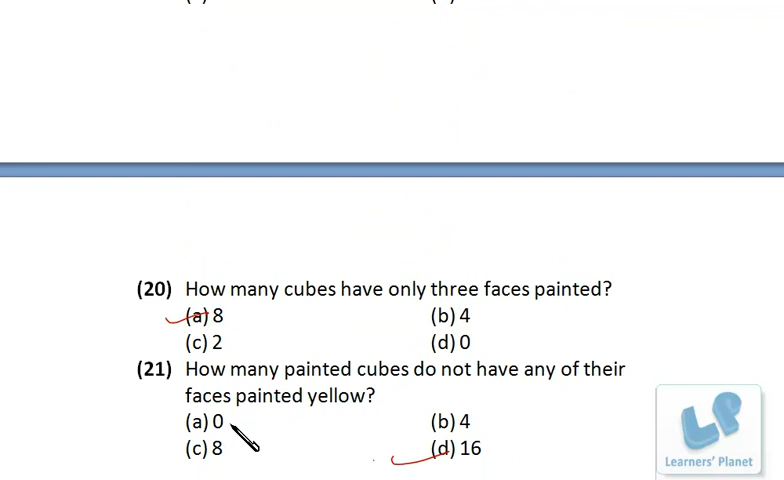 (20) How many cubes have only three faces painted?
(a) 8 (b) 4
(c) 2 (d) 0
(21) How many painted cubes do not have any of their
faces painted yellow?
(a) 0 (b) 4
(c) 8 (d) 16
LP
Learners' Planet